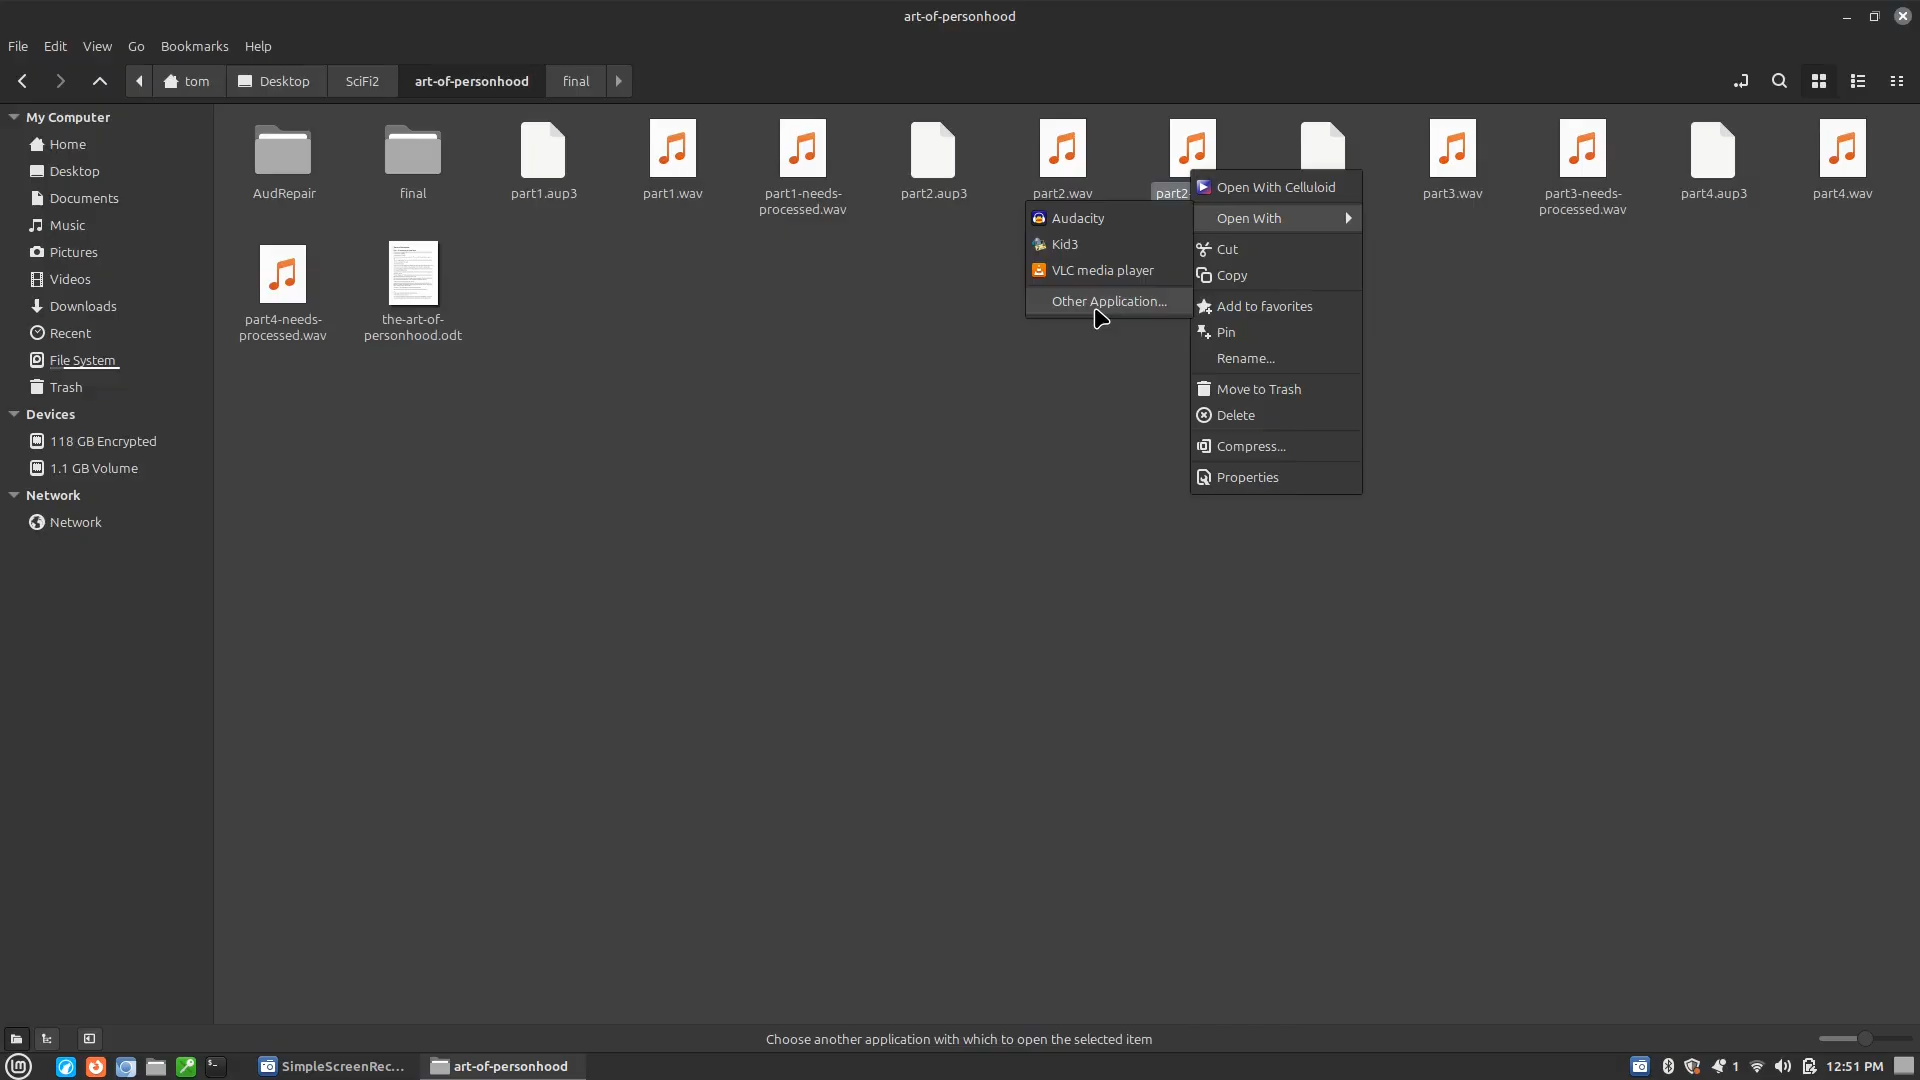 art-of-personhood
File Edit View Go Bookmarks Help
tom Desktop SciFi2 art-of-personhood final
My Computer
Home
Desktop
Documents
Music
Pictures
Videos
Downloads
Recent
File System
Trash
Devices
118 GB Encrypted
1.1 GB Volume
Network
Network
AudRepair
final
part1.aup3
part1.wav
part1-needs-
processed.wav
part2.aup3
part2.wav
part2-
part3.wav
part3-needs-
processed.wav
part4.aup3
part4.wav
part4-needs-
processed.wav
the-art-of-
personhood.odt
Open With Celluloid
Open With
Cut
Copy
Add to favorites
Pin
Rename...
Move to Trash
Delete
Compress...
Properties
Audacity
Kid3
VLC media player
Other Application...
Choose another application with which to open the selected item
SimpleScreenRec...
art-of-personhood
1
12:51 PM